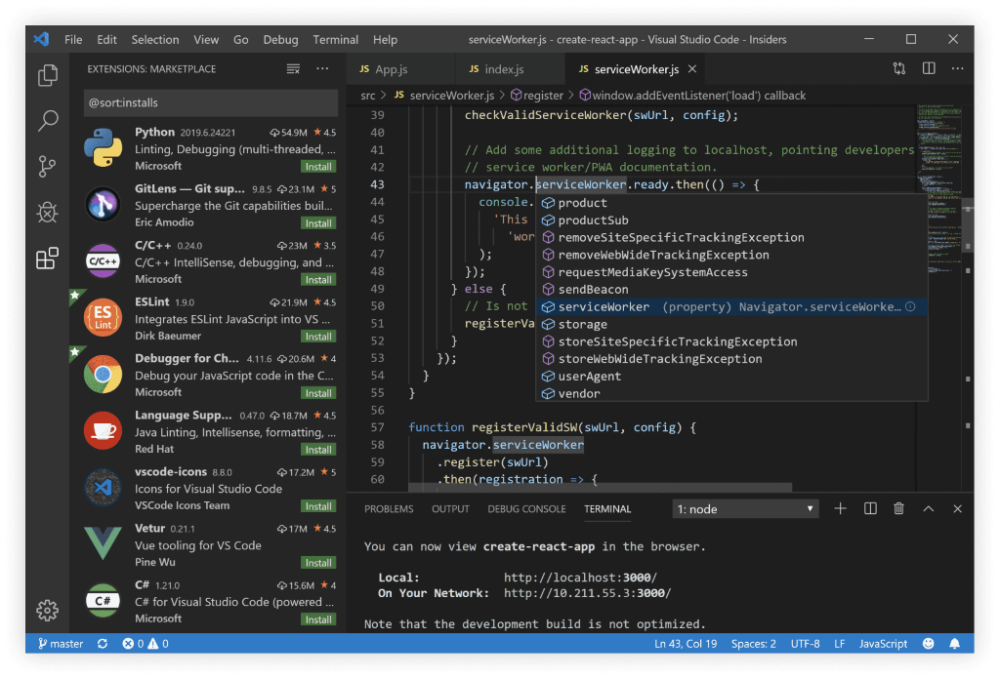 File Edit Selection View Go Debug Terminal Help
serviceWorker.js - create-react-app - Visual Studio Code - Insiders
EXTENSIONS: MARKETPLACE
@sort:installs
Python 2019.6.24221 54.9M ★ 4.5
Linting, Debugging (multi-threaded, ...
Microsoft Install
GitLens — Git sup... 9.8.5 23.1M ★ 5
Supercharge the Git capabilities buil...
Eric Amodio Install
C/C++
C/C++ 0.24.0 23M ★ 3.5
C/C++ IntelliSense, debugging, and ...
Microsoft Install
ES
Lint
ESLint 1.9.0 21.9M ★ 4.5
Integrates ESLint JavaScript into VS ...
Dirk Baeumer Install
Debugger for Ch... 4.11.6 20.6M ★ 4
Debug your JavaScript code in the C...
Microsoft Install
Language Supp... 0.47.0 18.7M ★ 4.5
Java Linting, Intellisense, formatting, ...
Red Hat Install
vscode-icons 8.8.0 17.2M ★ 5
Icons for Visual Studio Code
VSCode Icons Team Install
Vetur 0.21.1 17M ★ 4.5
Vue tooling for VS Code
Pine Wu Install
C#
C# 1.21.0 15.6M ★ 4
C# for Visual Studio Code (powered ...
Microsoft Install
JS App.js JS index.js JS serviceWorker.js
src > JS serviceWorker.js > register > window.addEventListener('load') callback
39 checkValidServiceWorker(swUrl, config);
40
41 // Add some additional logging to localhost, pointing developers
42 // service worker/PWA documentation.
43 navigator.serviceWorker.ready.then(() => {
44 console.
45 'This
46 'wor
47 );
48 });
49 } else {
50 // Is not
51 registerVa
52 }
53 });
54 }
55 }
56
57 function registerValidSW(swUrl, config) {
58 navigator.serviceWorker
59 .register(swUrl)
60 .then(registration => {
product
productSub
removeSiteSpecificTrackingException
removeWebWideTrackingException
requestMediaKeySystemAccess
sendBeacon
serviceWorker (property) Navigator.serviceWorke...
storage
storeSiteSpecificTrackingException
storeWebWideTrackingException
userAgent
vendor
PROBLEMS OUTPUT DEBUG CONSOLE TERMINAL 1: node
You can now view create-react-app in the browser.
Local: http://localhost:3000/
On Your Network: http://10.211.55.3:3000/
Note that the development build is not optimized.
master 0 0 Ln 43, Col 19 Spaces: 2 UTF-8 LF JavaScript